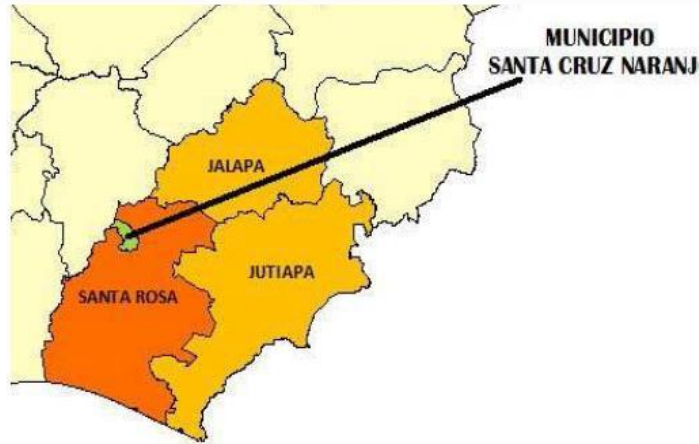 MUNICIPIO
SANTA CRUZ NARANJ
JALAPA
JUTIAPA
SANTA ROSA